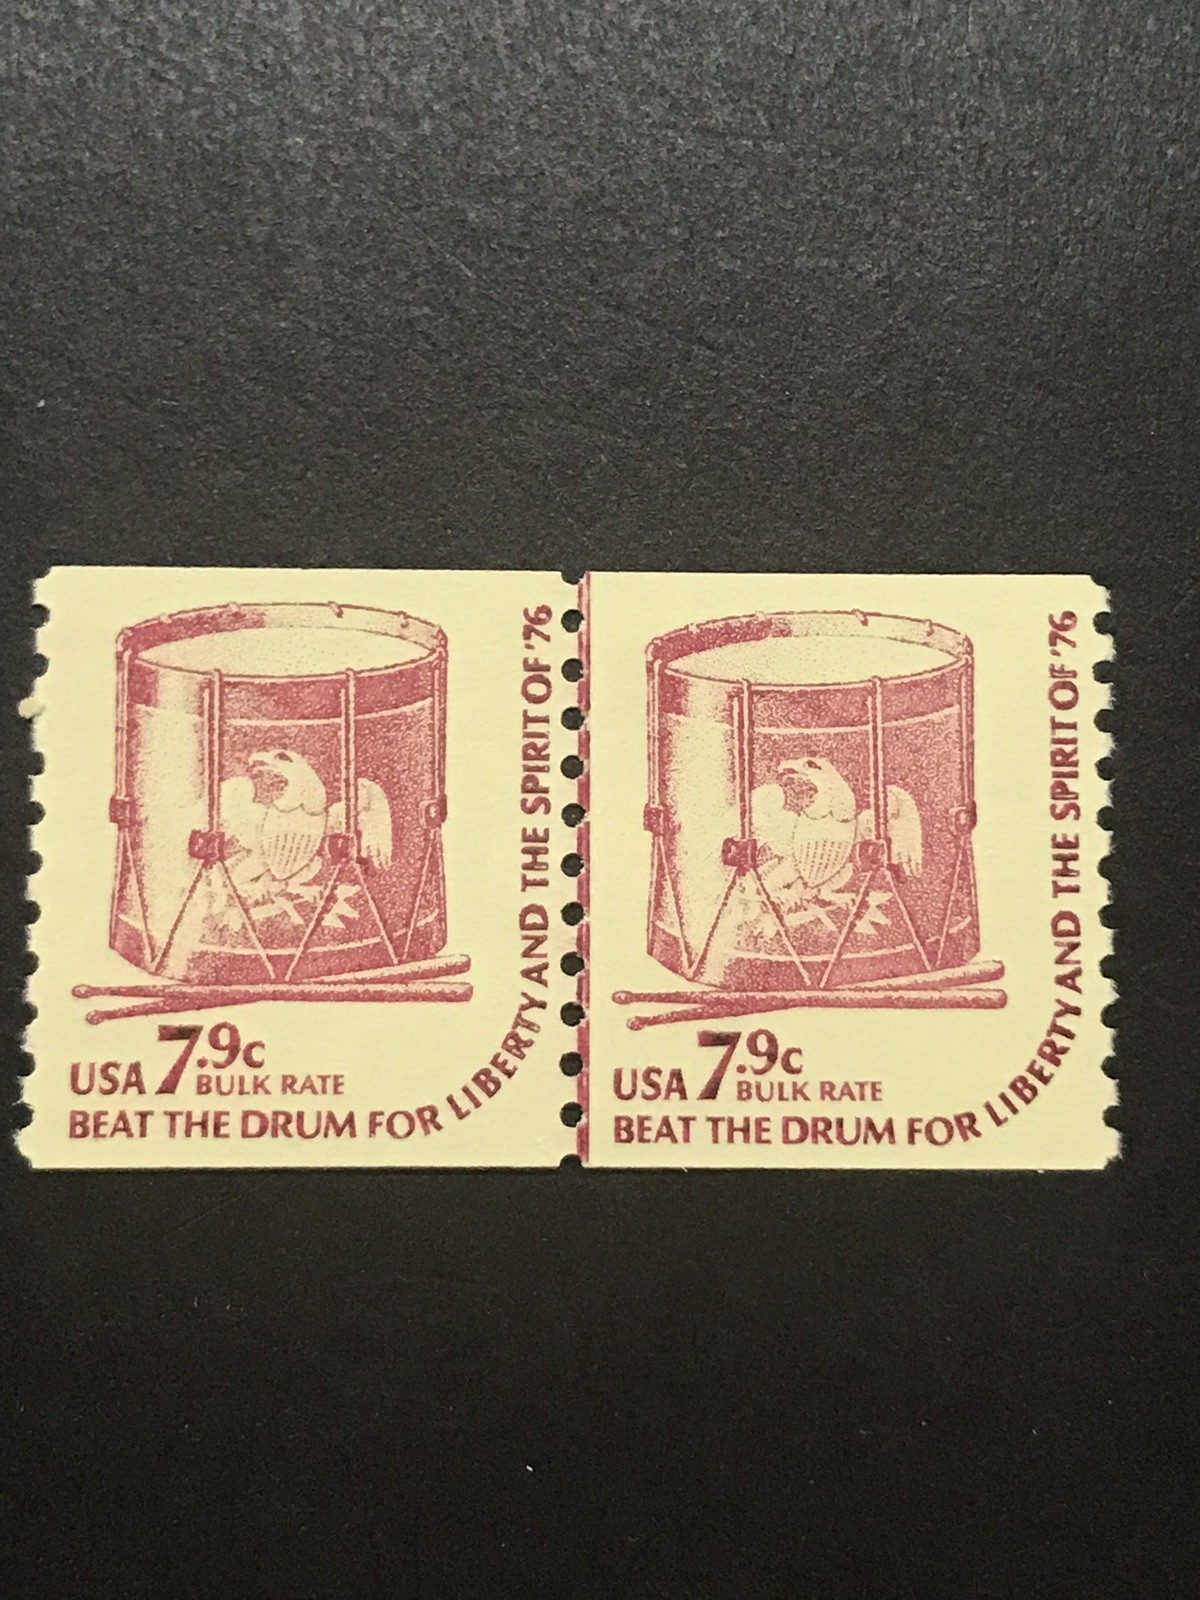 USA 7.9c
BULK RATE
BEAT THE DRUM FOR LIBERTY AND THE SPIRIT OF '76
USA 7.9c
BULK RATE
BEAT THE DRUM FOR LIBERTY AND THE SPIRIT OF '76